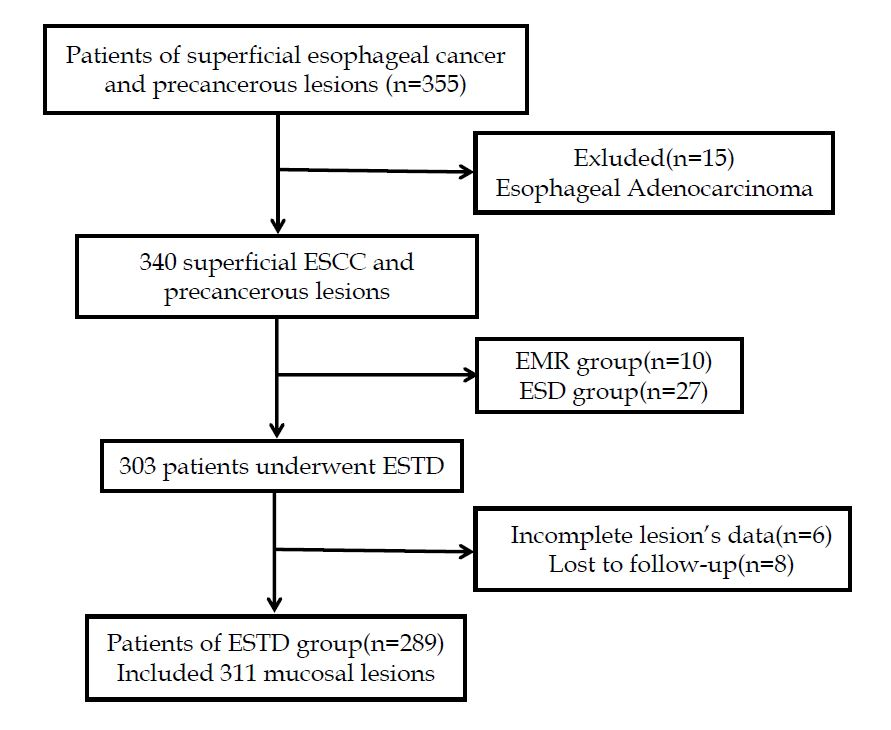 Patients of superficial esophageal cancer
and precancerous lesions (n=355)
Exluded(n=15)
Esophageal Adenocarcinoma
340 superficial ESCC and
precancerous lesions
EMR group(n=10)
ESD group(n=27)
303 patients underwent ESTD
Incomplete lesion’s data(n=6)
Lost to follow-up(n=8)
Patients of ESTD group(n=289)
Included 311 mucosal lesions